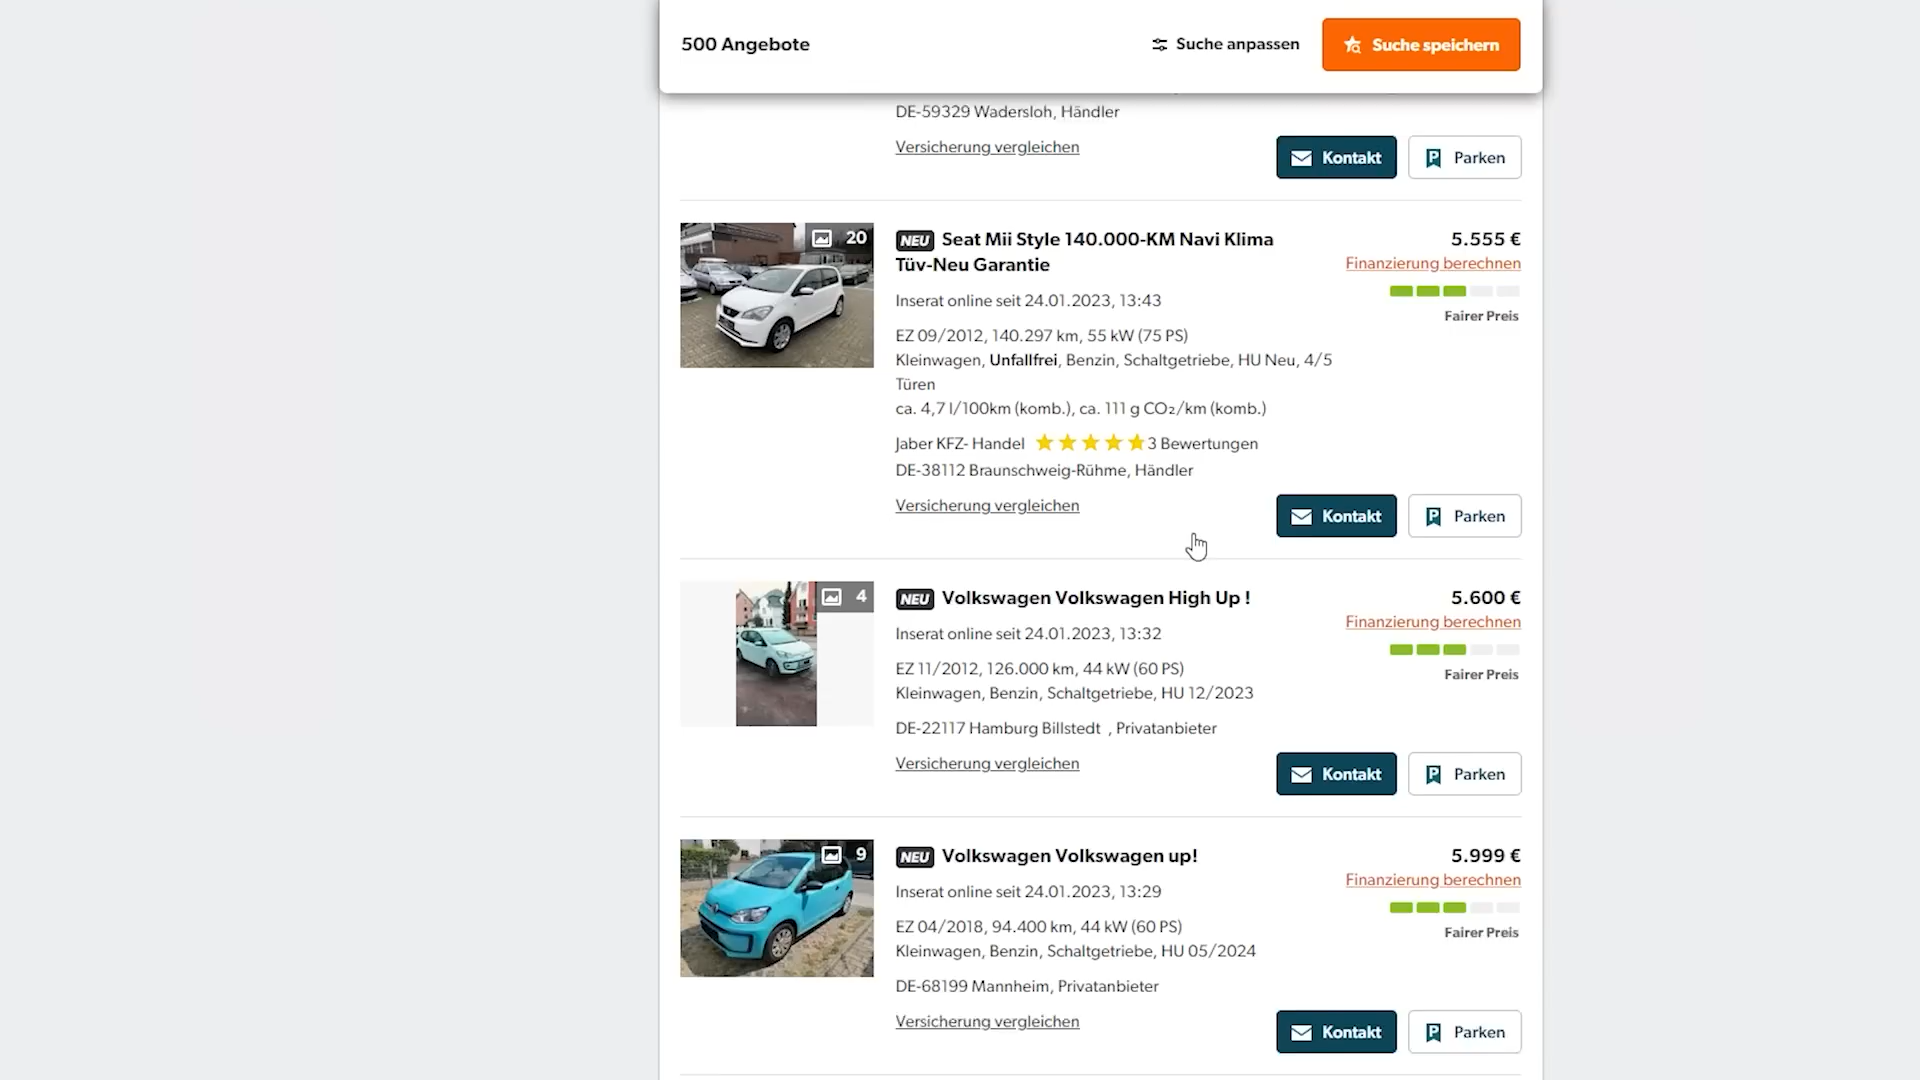 500 Angebote
Suche anpassen
Suche speichern
DE-59329 Wadersloh, Händler
Versicherung vergleichen
Kontakt
Parken
20
NEU Seat Mii Style 140.000-KM Navi Klima
Tüv-Neu Garantie
5.555 €
Finanzierung berechnen
Fairer Preis
Inserat online seit 24.01.2023, 13:43
EZ 09/2012, 140.297 km, 55 kW (75 PS)
Kleinwagen, Unfallfrei, Benzin, Schaltgetriebe, HU Neu, 4/5
Türen
ca. 4,7 l/100km (komb.), ca. 111 g CO₂/km (komb.)
Jaber KFZ- Handel 3 Bewertungen
DE-38112 Braunschweig-Rühme, Händler
Versicherung vergleichen
Kontakt
Parken
4
NEU Volkswagen Volkswagen High Up !
5.600 €
Finanzierung berechnen
Fairer Preis
Inserat online seit 24.01.2023, 13:32
EZ 11/2012, 126.000 km, 44 kW (60 PS)
Kleinwagen, Benzin, Schaltgetriebe, HU 12/2023
DE-22117 Hamburg Billstedt , Privatanbieter
Versicherung vergleichen
Kontakt
Parken
9
NEU Volkswagen Volkswagen up!
5.999 €
Finanzierung berechnen
Fairer Preis
Inserat online seit 24.01.2023, 13:29
EZ 04/2018, 94.400 km, 44 kW (60 PS)
Kleinwagen, Benzin, Schaltgetriebe, HU 05/2024
DE-68199 Mannheim, Privatanbieter
Versicherung vergleichen
Kontakt
Parken